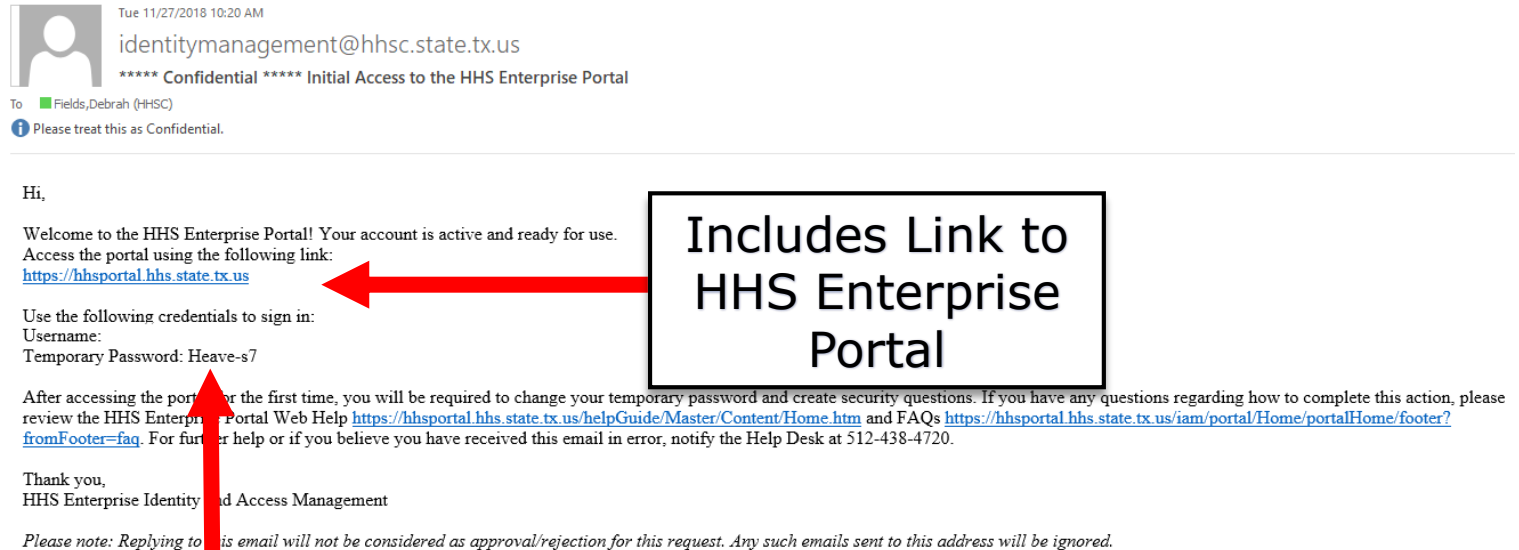 Tue 11/27/2018 10:20 AM
identitymanagement@hhsc.state.tx.us
***** Confidential ***** Initial Access to the HHS Enterprise Portal
To Fields,Debrah (HHSC)
Please treat this as Confidential.
Hi,
Welcome to the HHS Enterprise Portal! Your account is active and ready for use.
Access the portal using the following link:
https://hhsportal.hhs.state.tx.us
Includes Link to
HHS Enterprise
Portal
Use the following credentials to sign in:
Username:
Temporary Password: Heave-s7
After accessing the portal for the first time, you will be required to change your temporary password and create security questions. If you have any questions regarding how to complete this action, please
review the HHS Enterprise Portal Web Help https://hhsportal.hhs.state.tx.us/helpGuide/Master/Content/Home.htm and FAQs https://hhsportal.hhs.state.tx.us/iam/portal/Home/portalHome/footer?
fromFooter=faq. For further help or if you believe you have received this email in error, notify the Help Desk at 512-438-4720.
Thank you,
HHS Enterprise Identity and Access Management
Please note: Replying to this email will not be considered as approval/rejection for this request. Any such emails sent to this address will be ignored.